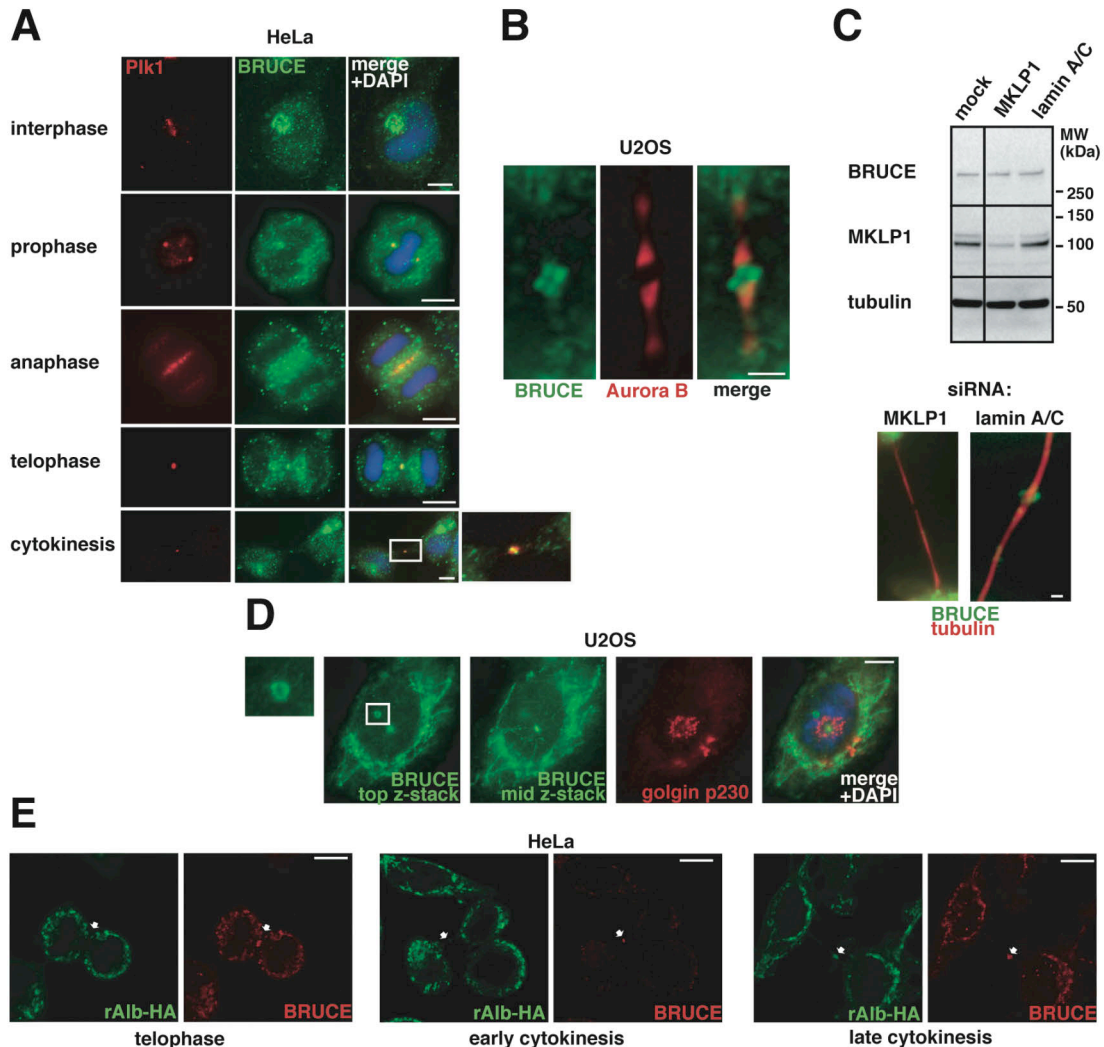 A
HeLa
Plk1
BRUCE
merge
+DAPI
interphase
prophase
anaphase
telophase
cytokinesis
B
U2OS
BRUCE
Aurora B
merge
C
mock
MKLP1
lamin A/C
MW
(kDa)
BRUCE
- 250
- 150
MKLP1
- 100
tubulin
- 50
siRNA:
MKLP1 lamin A/C
BRUCE
tubulin
D
U2OS
BRUCE
top z-stack
BRUCE
mid z-stack
golgin p230
merge
+DAPI
E
HeLa
rAlb-HA
BRUCE
rAlb-HA
BRUCE
rAlb-HA
BRUCE
telophase
early cytokinesis
late cytokinesis